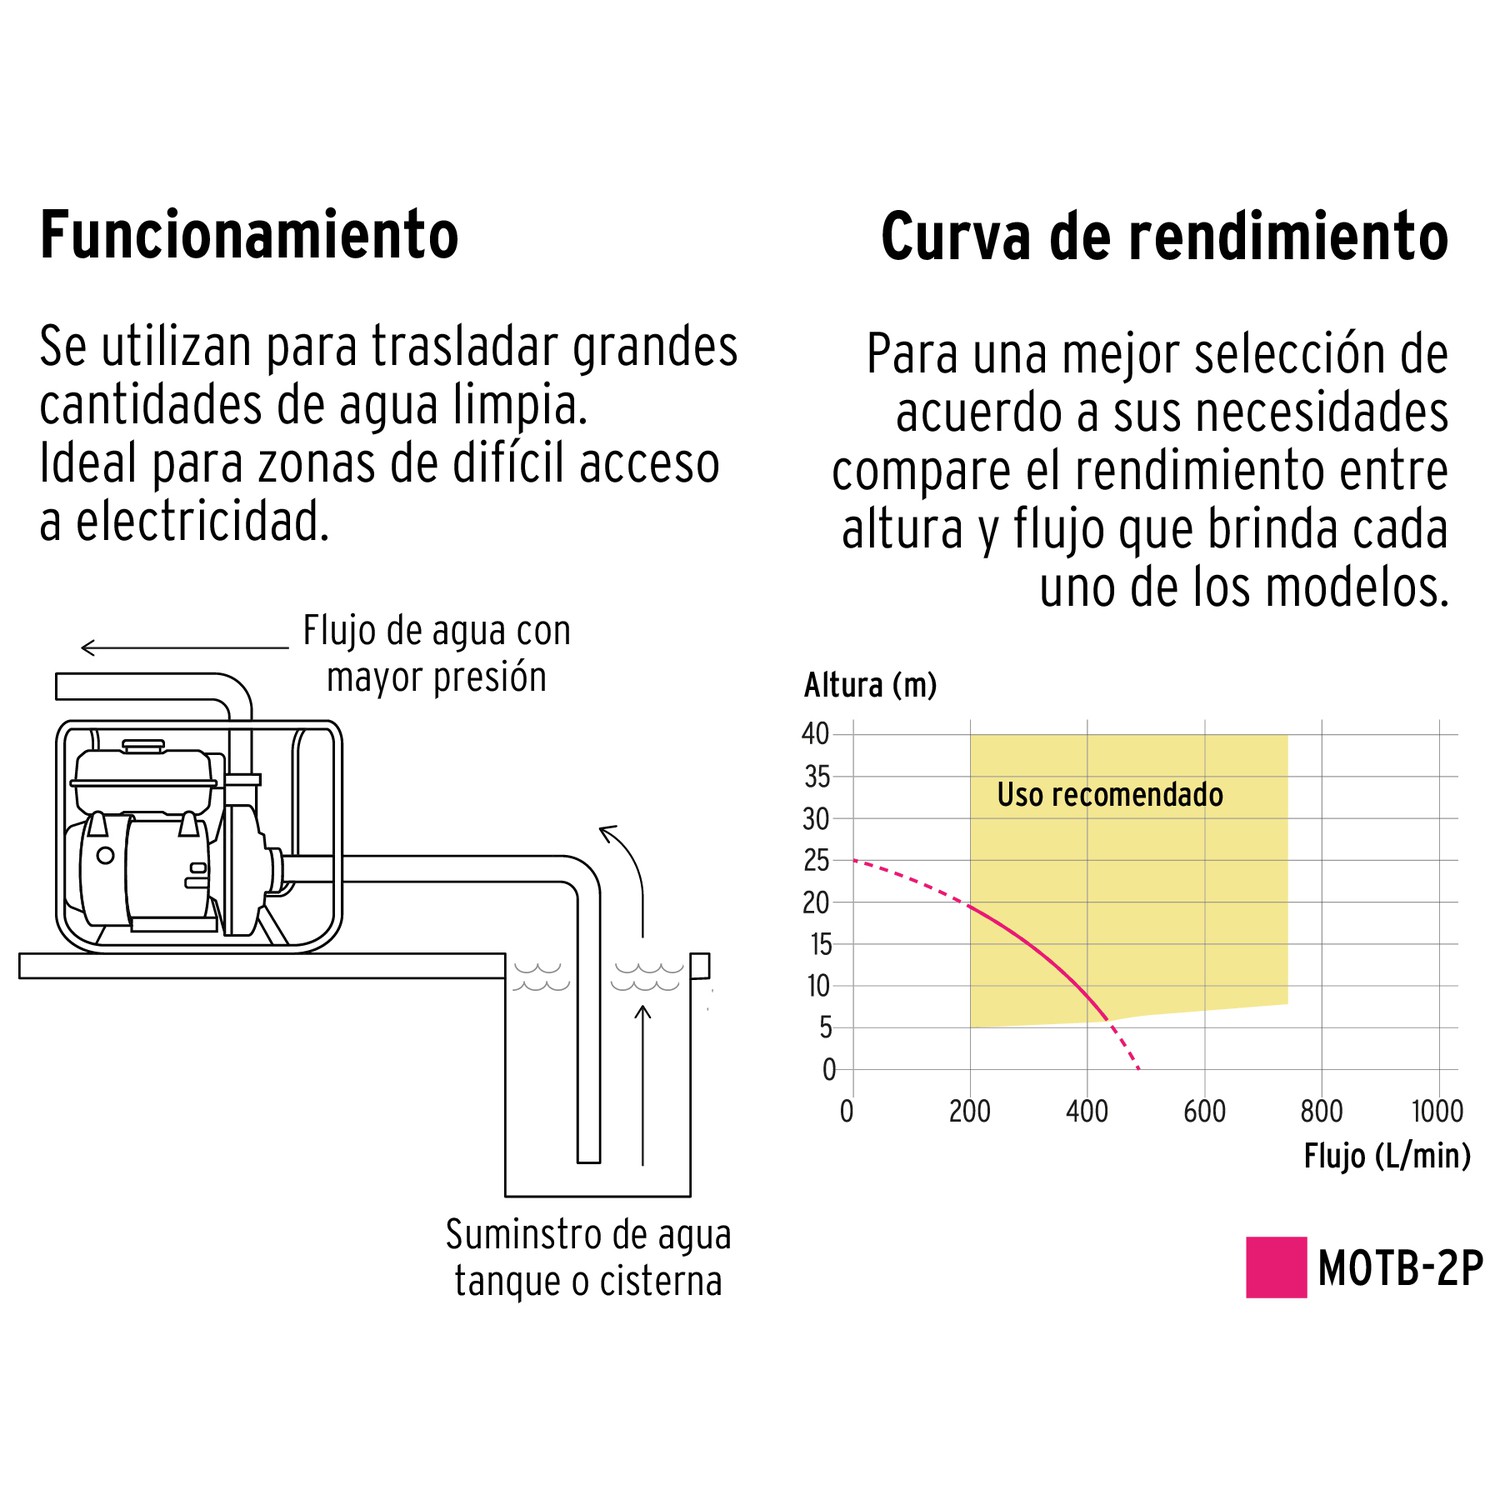 Funcionamiento
Se utilizan para trasladar grandes
cantidades de agua limpia.
Ideal para zonas de difícil acceso
a electricidad.
Flujo de agua con
mayor presión
Suminstro de agua
tanque o cisterna
Curva de rendimiento
Para una mejor selección de
acuerdo a sus necesidades
compare el rendimiento entre
altura y flujo que brinda cada
uno de los modelos.
Altura (m)
40
35
Uso recomendado
30
25
20
15
10
5
0
0 200 400 600 800 1000
Flujo (L/min)
MOTB-2P